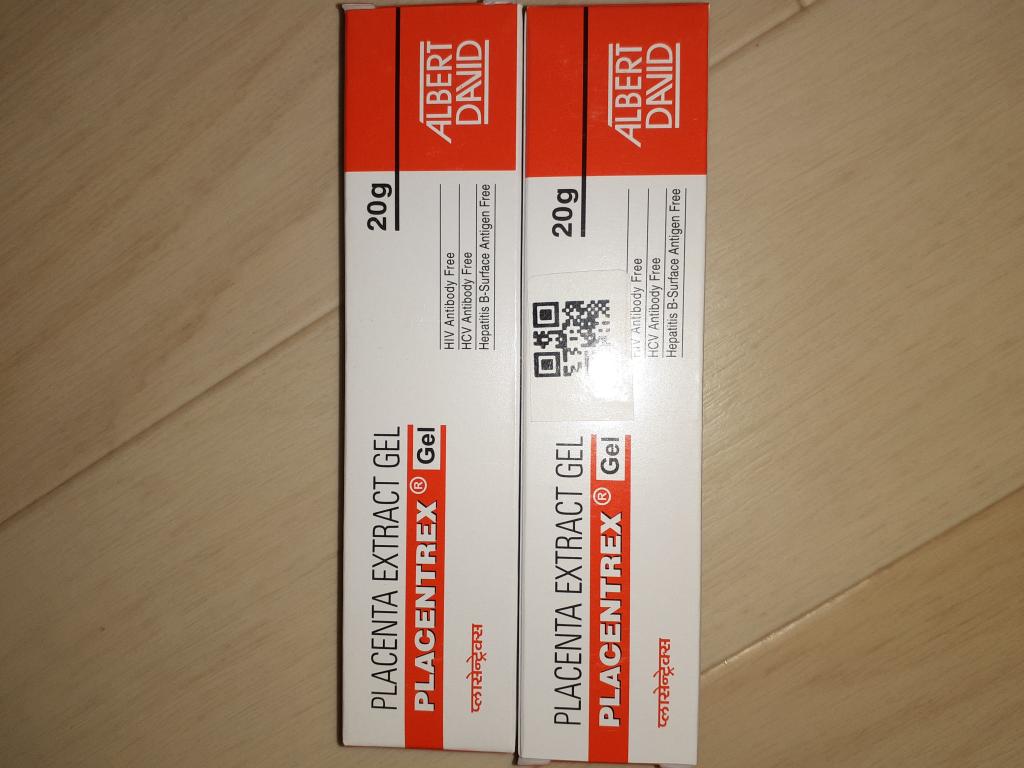 PLACENTA EXTRACT GEL
PLACENTREX® Gel
प्लासेन्ट्रेक्स
20g
HIV Antibody Free
HCV Antibody Free
Hepatitis B-Surface Antigen Free
ALBERT
DAVID
PLACENTA EXTRACT GEL
PLACENTREX® Gel
प्लासेन्ट्रेक्स
20g
HIV Antibody Free
HCV Antibody Free
Hepatitis B-Surface Antigen Free
ALBERT
DAVID